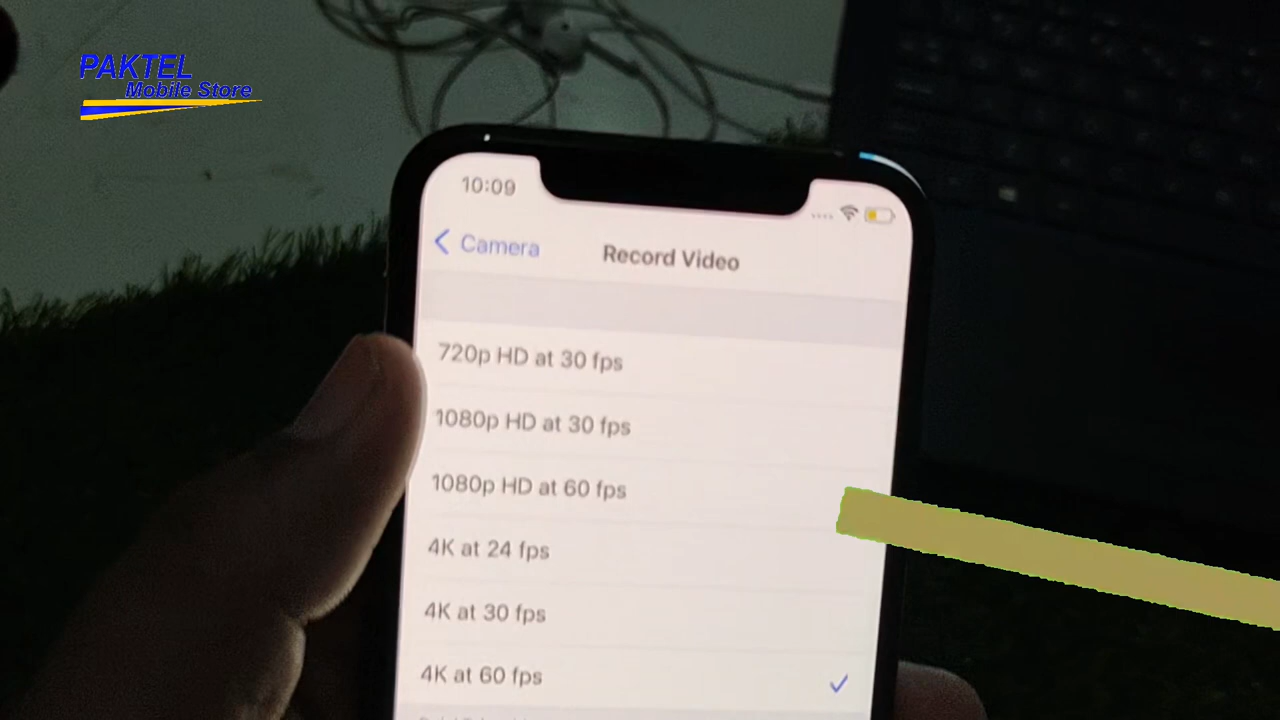 PAKTEL
Mobile Store
10:09
Camera
Record Video
720p HD at 30 fps
1080p HD at 30 fps
1080p HD at 60 fps
4K at 24 fps
4K at 30 fps
4K at 60 fps